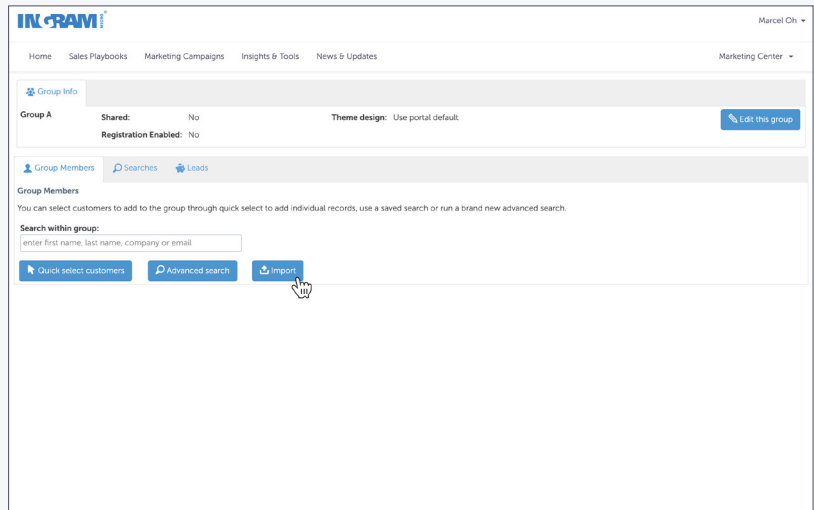 INGRAM MICRO
Marcel Oh
Home Sales Playbooks Marketing Campaigns Insights & Tools News & Updates Marketing Center
Group Info
Group A Shared: No Theme design: Use portal default Edit this group
Registration Enabled: No
Group Members Searches Leads
Group Members
You can select customers to add to the group through quick select to add individual records, use a saved search or run a brand new advanced search.
Search within group:
enter first name, last name, company or email
Quick select customers Advanced search Import